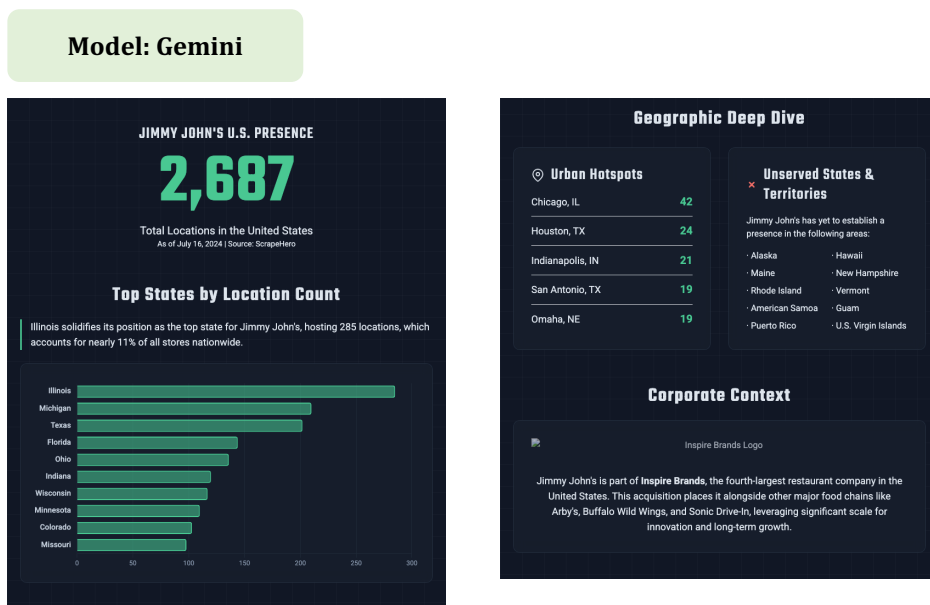 Model: Gemini
JIMMY JOHN'S U.S. PRESENCE
2,687
Total Locations in the United States
As of July 16, 2024 | Source: ScrapeHero
Top States by Location Count
Illinois solidifies its position as the top state for Jimmy John's, hosting 285 locations, which
accounts for nearly 11% of all stores nationwide.
Illinois
Michigan
Texas
Florida
Ohio
Indiana
Wisconsin
Minnesota
Colorado
Missouri
0 50 100 150 200 250 300
Geographic Deep Dive
Urban Hotspots
Chicago, IL 42
Houston, TX 24
Indianapolis, IN 21
San Antonio, TX 19
Omaha, NE 19
Unserved States &
Territories
Jimmy John's has yet to establish a
presence in the following areas:
· Alaska · Hawaii
· Maine · New Hampshire
· Rhode Island · Vermont
· American Samoa · Guam
· Puerto Rico · U.S. Virgin Islands
Corporate Context
Inspire Brands Logo
Jimmy John's is part of Inspire Brands, the fourth-largest restaurant company in the
United States. This acquisition places it alongside other major food chains like
Arby's, Buffalo Wild Wings, and Sonic Drive-In, leveraging significant scale for
innovation and long-term growth.